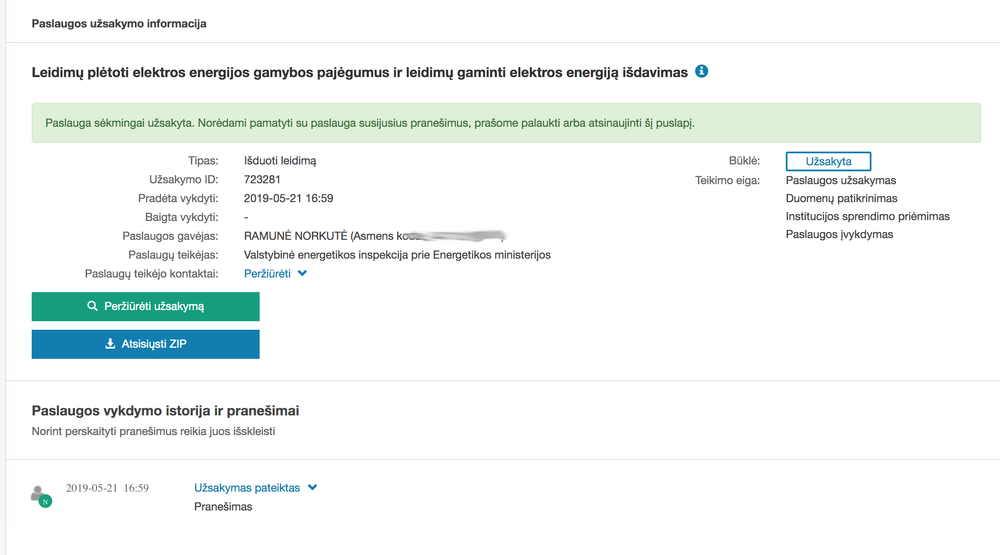 Paslaugos užsakymo informacija
Leidimų plėtoti elektros energijos gamybos pajėgumus ir leidimų gaminti elektros energiją išdavimas
Paslauga sėkmingai užsakyta. Norėdami pamatyti su paslauga susijusius pranešimus, prašome palaukti arba atsinaujinti šį puslapį.
Tipas: Išduoti leidimą
Užsakymo ID: 723281
Pradėta vykdyti: 2019-05-21 16:59
Baigta vykdyti: -
Paslaugos gavėjas: RAMUNĖ NORKUTĖ (Asmens
Paslaugų teikėjas: Valstybinė energetikos inspekcija prie Energetikos ministerijos
Paslaugų teikėjo kontaktai: Peržiūrėti
Būklė: Užsakyta
Teikimo eiga: Paslaugos užsakymas
Duomenų patikrinimas
Institucijos sprendimo priėmimas
Paslaugos įvykdymas
Peržiūrėti užsakymą
Atsisiųsti ZIP
Paslaugos vykdymo istorija ir pranešimai
Norint perskaityti pranešimus reikia juos išskleisti
N
2019-05-21 16:59 Užsakymas pateiktas
Pranešimas